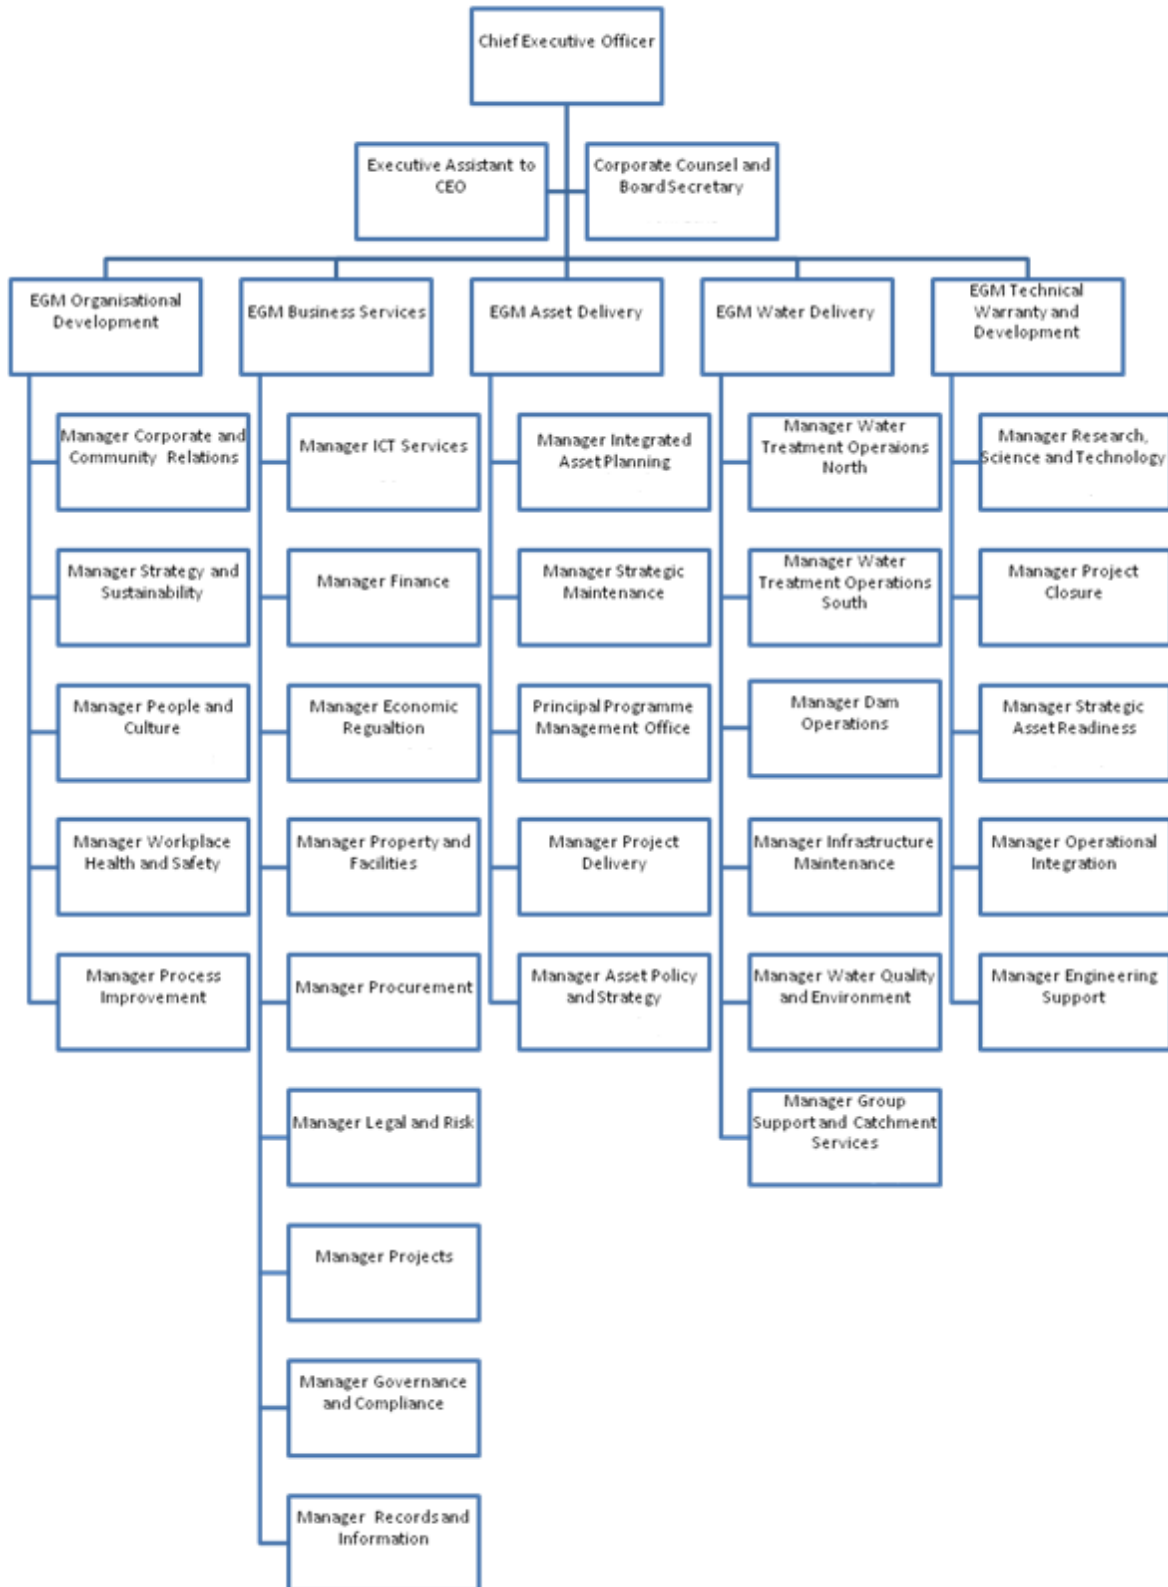 Chief Executive Officer
Executive Assistant to
CEO
Corporate Counsel and
Board Secretary
EGM Organisational
Development
EGM Business Services
EGM Asset Delivery
EGM Water Delivery
EGM Technical
Warranty and
Development
Manager Corporate and
Community Relations
Manager Strategy and
Sustainability
Manager People and
Culture
Manager Workplace
Health and Safety
Manager Process
Improvement
Manager ICT Services
Manager Finance
Manager Economic
Regualtion
Manager Property and
Facilities
Manager Procurement
Manager Legal and Risk
Manager Projects
Manager Governance
and Compliance
Manager Records and
Information
Manager Integrated
Asset Planning
Manager Strategic
Maintenance
Principal Programme
Management Office
Manager Project
Delivery
Manager Asset Policy
and Strategy
Manager Water
Treatment Operaions
North
Manager Water
Treatment Operations
South
Manager Dam
Operations
Manager Infrastructure
Maintenance
Manager Water Quality
and Environment
Manager Group
Support and Catchment
Services
Manager Research,
Science and Technology
Manager Project
Closure
Manager Strategic
Asset Readiness
Manager Operational
Integration
Manager Engineering
Support